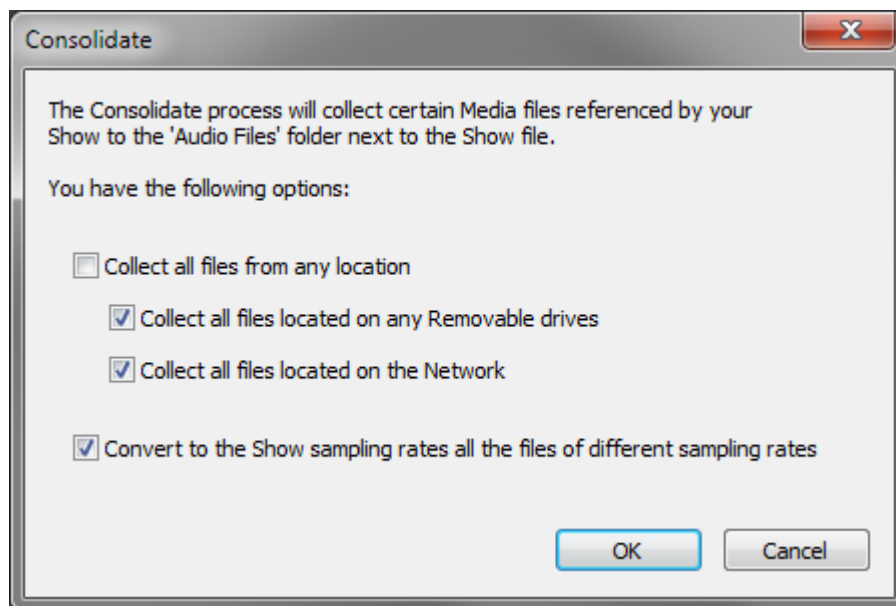 Consolidate
The Consolidate process will collect certain Media files referenced by your
Show to the 'Audio Files' folder next to the Show file.
You have the following options:
Collect all files from any location
Collect all files located on any Removable drives
Collect all files located on the Network
Convert to the Show sampling rates all the files of different sampling rates
OK
Cancel